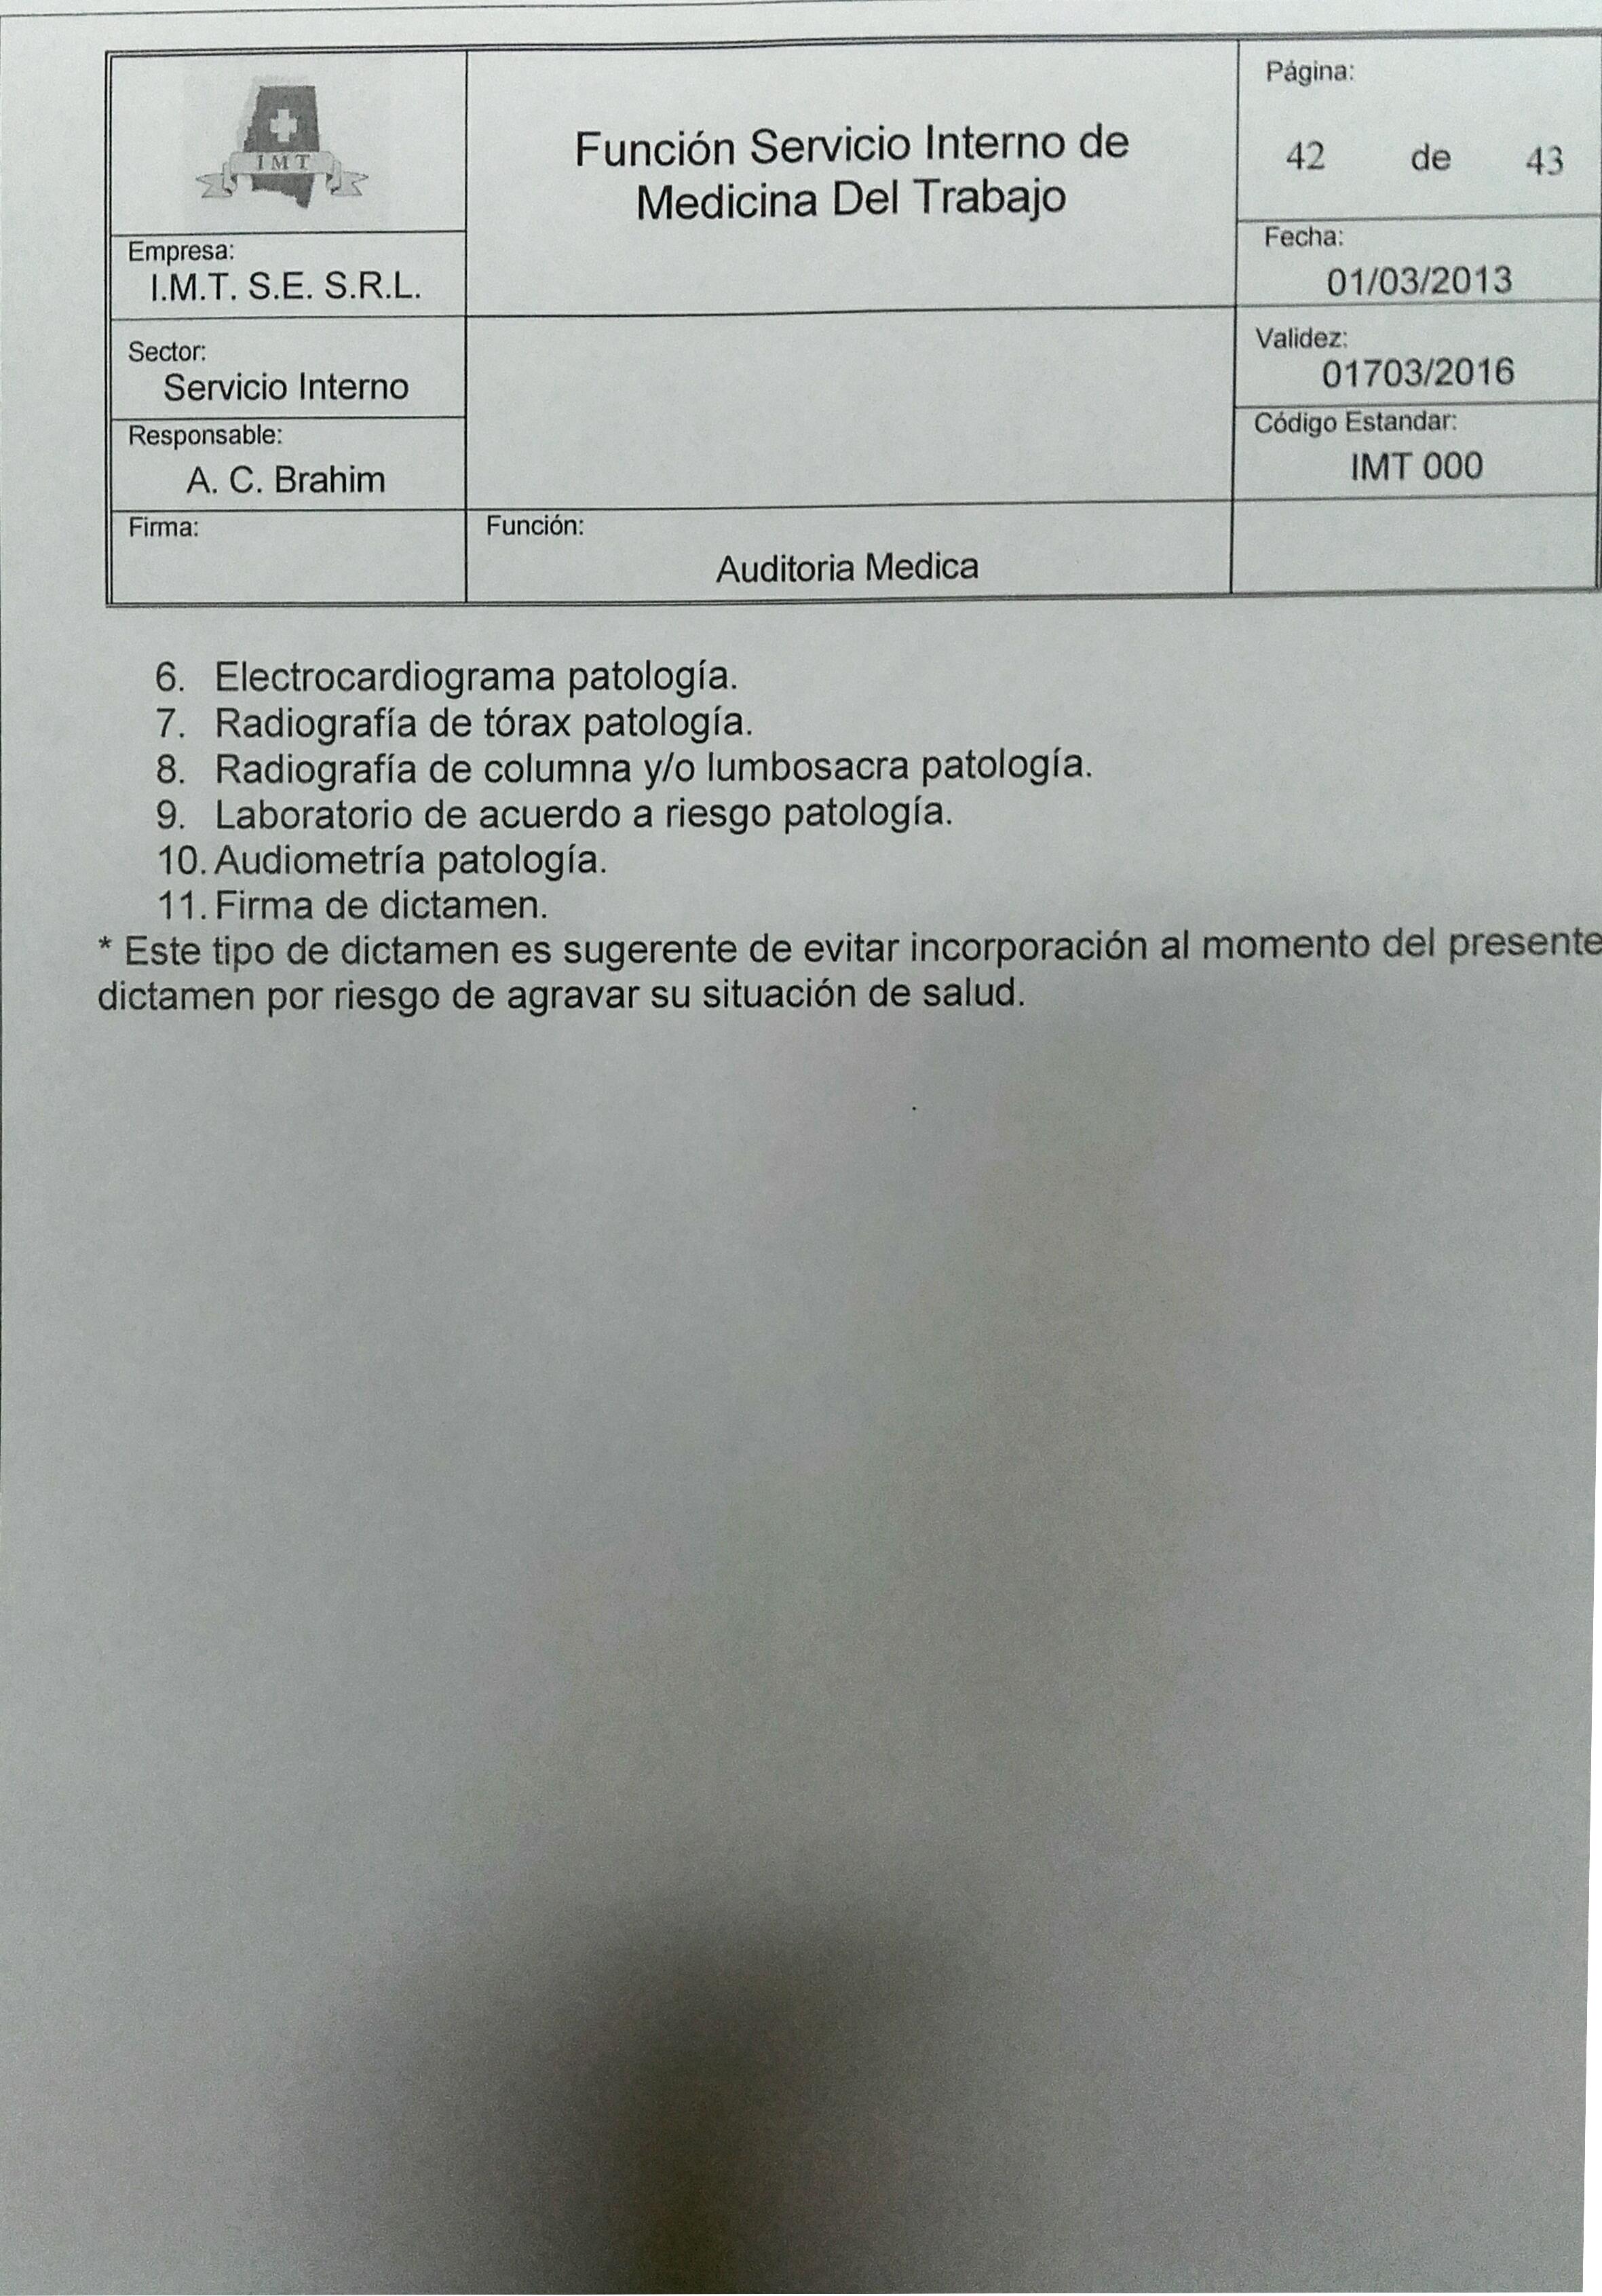 IMT
Empresa:
I.M.T. S.E. S.R.L.
Sector:
Servicio Interno
Responsable:
A. C. Brahim
Firma:
Función Servicio Interno de
Medicina Del Trabajo
Función:
Auditoria Medica
Página:
42 de 43
Fecha:
01/03/2013
Validez:
01703/2016
Código Estandar:
IMT 000
6. Electrocardiograma patología.
7. Radiografía de tórax patología.
8. Radiografía de columna y/o lumbosacra patología.
9. Laboratorio de acuerdo a riesgo patología.
10. Audiometría patología.
11. Firma de dictamen.
* Este tipo de dictamen es sugerente de evitar incorporación al momento del presente
dictamen por riesgo de agravar su situación de salud.